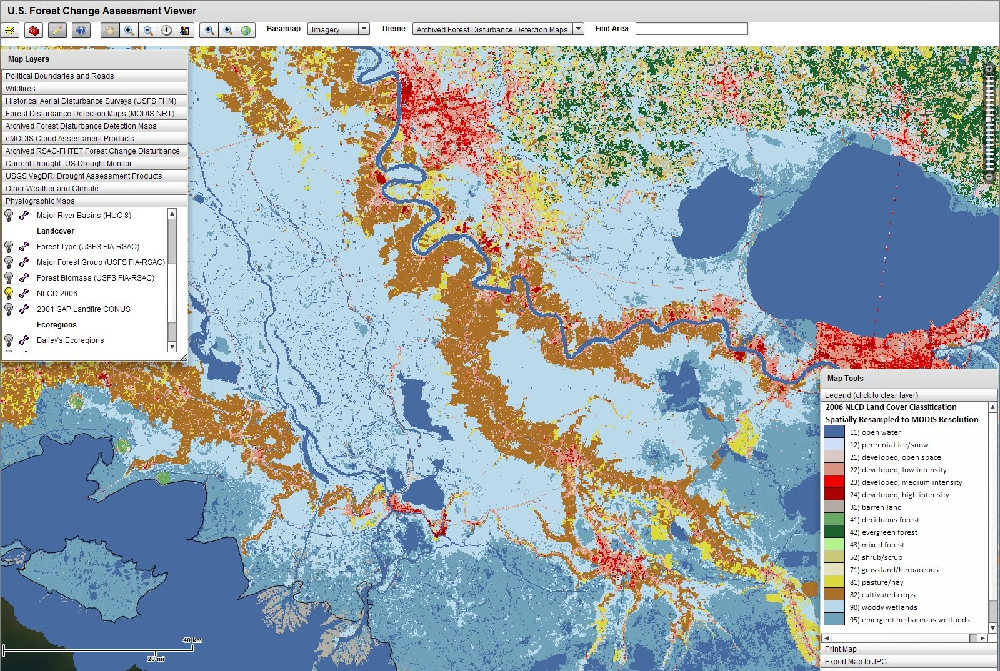 U.S. Forest Change Assessment Viewer
Basemap Imagery Theme Archived Forest Disturbance Detection Maps Find Area
Map Layers
Political Boundaries and Roads
Wildfires
Historical Aerial Disturbance Surveys (USFS FHM)
Forest Disturbance Detection Maps (MODIS NRT)
Archived Forest Disturbance Detection Maps
eMODIS Cloud Assessment Products
Archived RSAC-FHTET Forest Change Disturbance
Current Drought- US Drought Monitor
USGS VegDRI Drought Assessment Products
Other Weather and Climate
Physiographic Maps
Major River Basins (HUC 8)
Landcover
Forest Type (USFS FIA-RSAC)
Major Forest Group (USFS FIA-RSAC)
Forest Biomass (USFS FIA-RSAC)
NLCD 2006
2001 GAP Landfire CONUS
Ecoregions
Bailey's Ecoregions
40 km
20 mi
Map Tools
Legend (click to clear layer)
2006 NLCD Land Cover Classification
Spatially Resampled to MODIS Resolution
11) open water
12) perennial ice/snow
21) developed, open space
22) developed, low intensity
23) developed, medium intensity
24) developed, high intensity
31) barren land
41) deciduous forest
42) evergreen forest
43) mixed forest
52) shrub/scrub
71) grassland/herbaceous
81) pasture/hay
82) cultivated crops
90) woody wetlands
95) emergent herbaceous wetlands
Print Map
Export Map to JPG